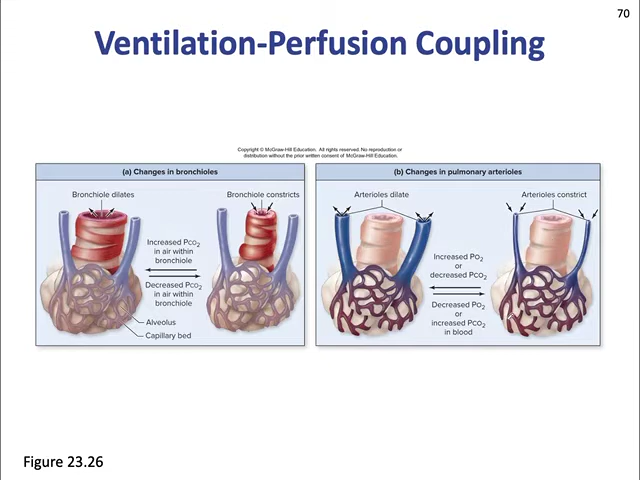 70
Ventilation-Perfusion Coupling
Copyright © McGraw-Hill Education. All rights reserved. No reproduction or
distribution without the prior written consent of McGraw-Hill Education.
(a) Changes in bronchioles
Bronchiole dilates
Bronchiole constricts
Increased PCO2
in air within
bronchiole
Decreased PCO2
in air within
bronchiole
Alveolus
Capillary bed
(b) Changes in pulmonary arterioles
Arterioles dilate
Arterioles constrict
Increased PO2
or
decreased PCO2
Decreased PO2
or
increased PCO2
in blood
Figure 23.26